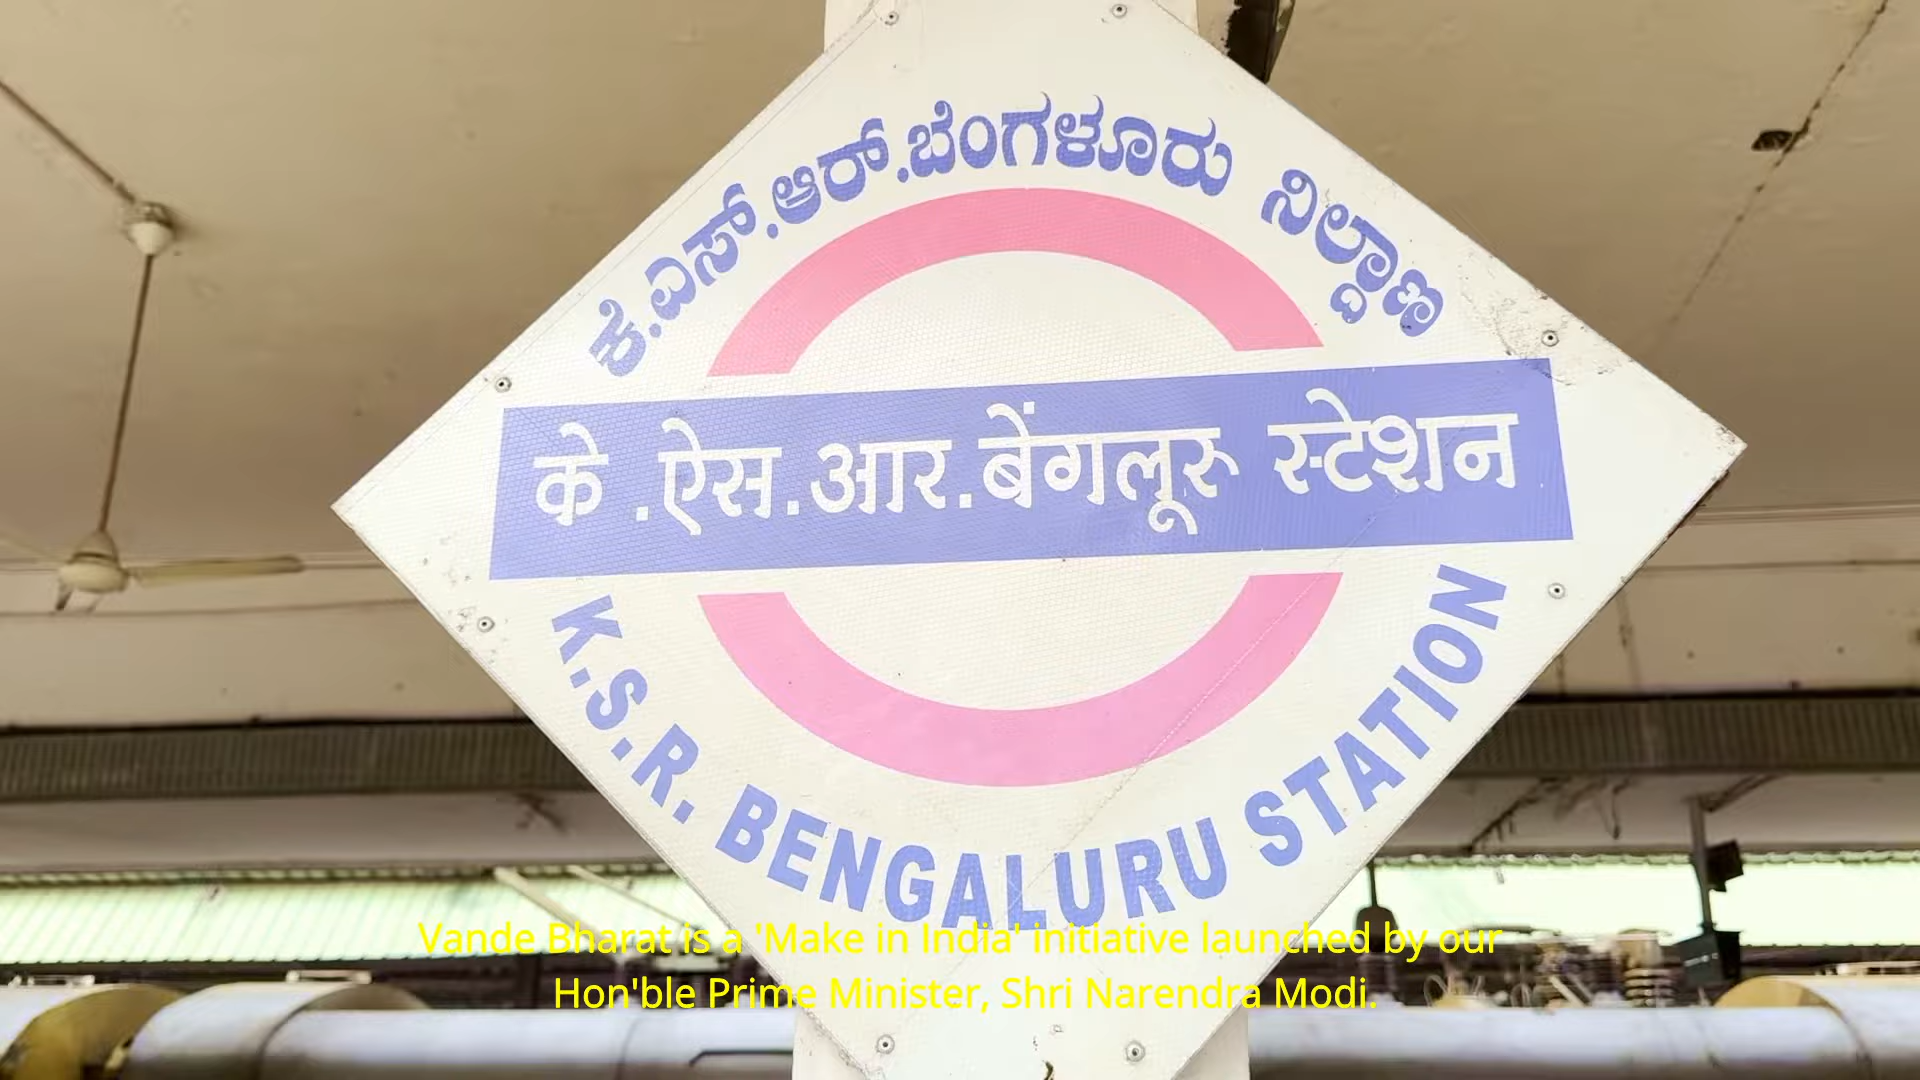 ಕೆ.ಎಸ್.ಆರ್.ಬೆಂಗಳೂರು ನಿಲ್ದಾಣ
के .ऐस.आर.बेंगलूरू स्टेशन
K.S.R. BENGALURU STATION
Vande Bharat is a 'Make in India' initiative launched by our
Hon'ble Prime Minister, Shri Narendra Modi.